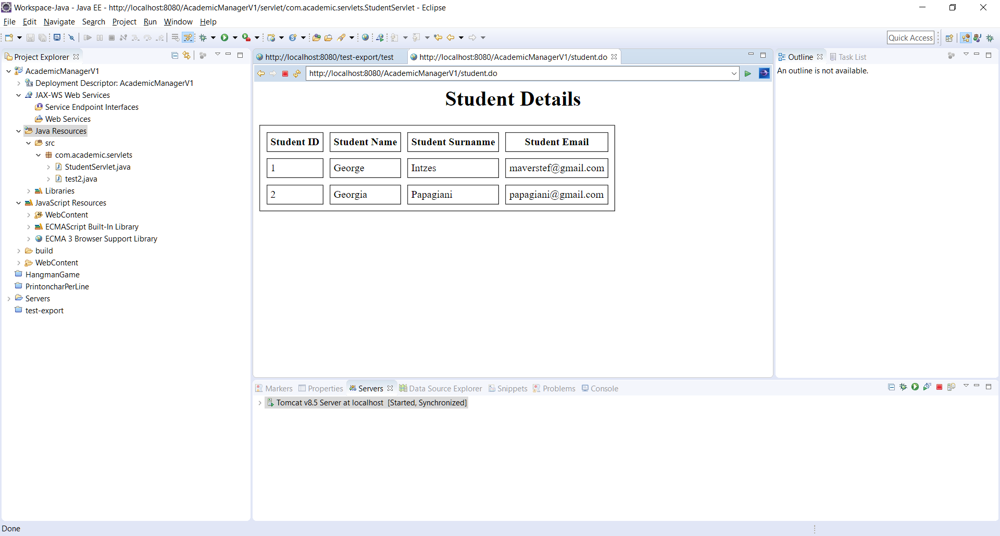 Workspace-Java - Java EE - http://localhost:8080/AcademicManagerV1/servlet/com.academic.servlets.StudentServlet - Eclipse
File Edit Navigate Search Project Run Window Help
Quick Access
Project Explorer
AcademicManagerV1
Deployment Descriptor: AcademicManagerV1
JAX-WS Web Services
Service Endpoint Interfaces
Web Services
Java Resources
src
com.academic.servlets
StudentServlet.java
test2.java
Libraries
JavaScript Resources
WebContent
ECMAScript Built-In Library
ECMA 3 Browser Support Library
build
WebContent
HangmanGame
PrintoncharPerLine
Servers
test-export
http://localhost:8080/test-export/test http://localhost:8080/AcademicManagerV1/student.do
http://localhost:8080/AcademicManagerV1/student.do
Student Details
Student ID Student Name Student Surnanme Student Email
1 George Intzes maverstef@gmail.com
2 Georgia Papagiani papagiani@gmail.com
Outline Task List
An outline is not available.
Markers Properties Servers Data Source Explorer Snippets Problems Console
Tomcat v8.5 Server at localhost [Started, Synchronized]
Done